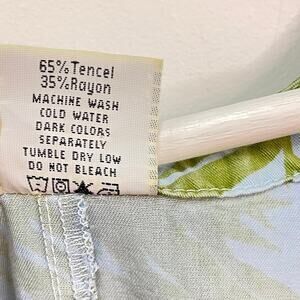 65%Tencel
35%Rayon
MACHINE WASH
COLD WATER
DARK COLORS
SEPARATELY
TUMBLE DRY LOW
DO NOT BLEACH